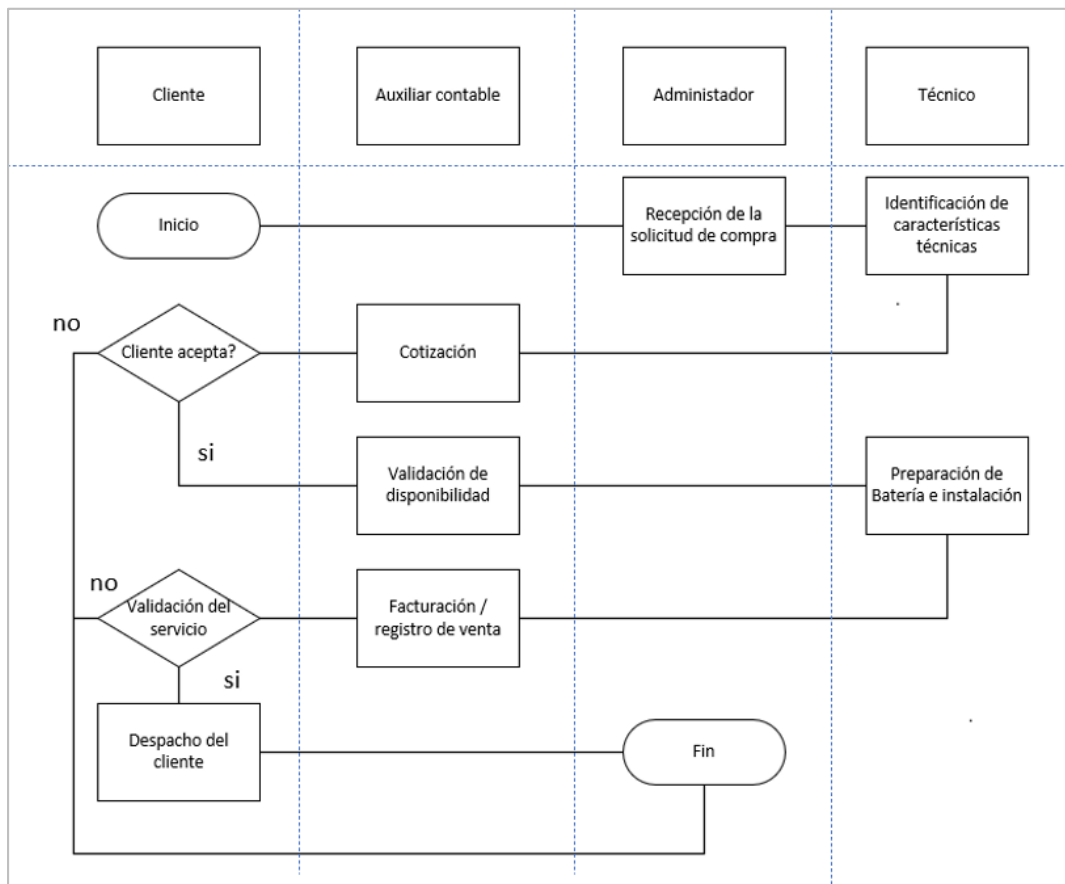 Cliente
Auxiliar contable
Administador
Técnico
Inicio
Recepción de la
solicitud de compra
Identificación de
características
técnicas
no
Cliente acepta?
Cotización
si
Validación de
disponibilidad
Preparación de
Batería e instalación
no
Validación del
servicio
Facturación /
registro de venta
si
Despacho del
cliente
Fin